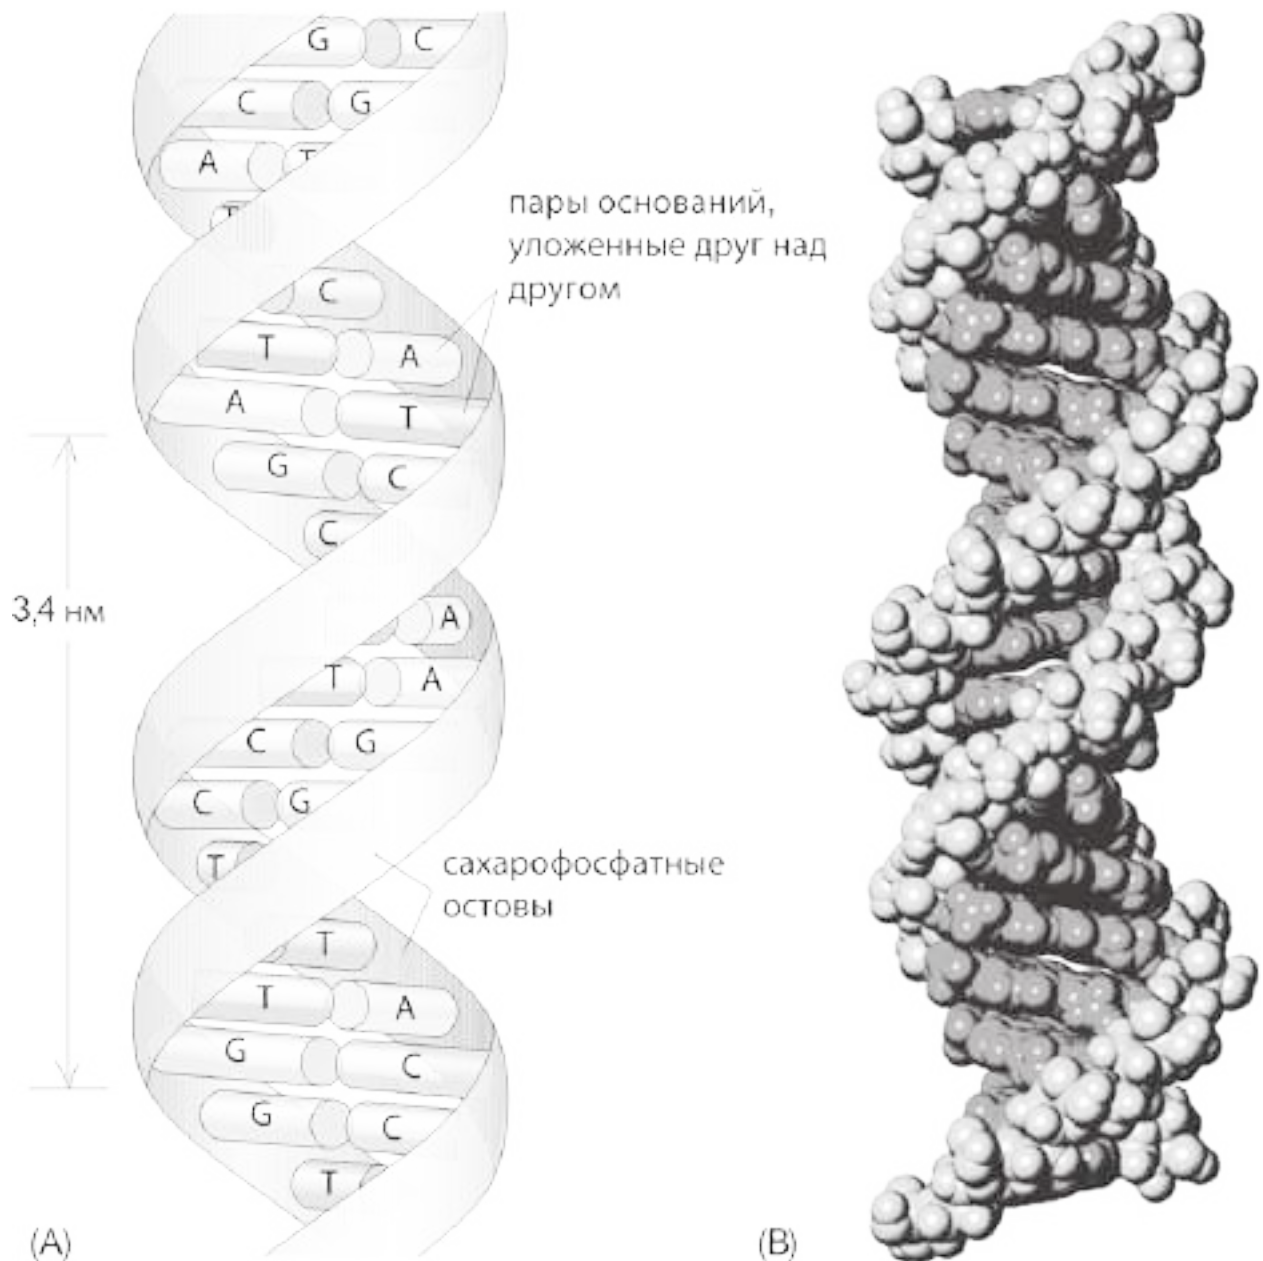 G C
C G
A T
T
пары оснований,
уложенные друг над
другом
C
T A
A T
G C
C
3,4 нм
A
T A
C G
C G
T
сахарофосфатные
остовы
T
T A
G C
G C
T
(А) (В)